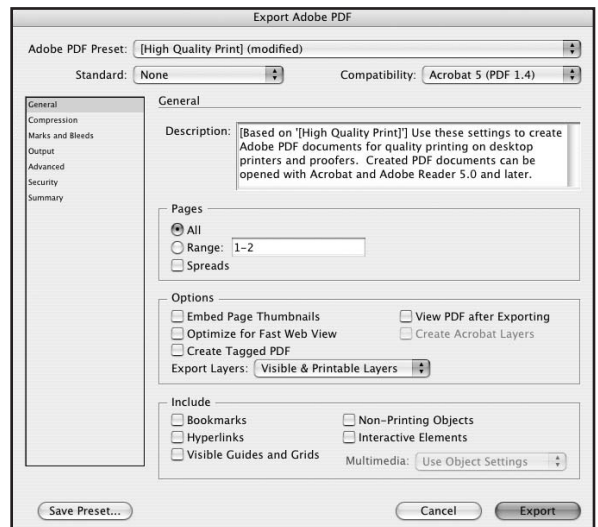 Export Adobe PDF
Adobe PDF Preset: [High Quality Print] (modified)
Standard: None Compatibility: Acrobat 5 (PDF 1.4)
General
Compression
Marks and Bleeds
Output
Advanced
Security
Summary
General
Description: [Based on '[High Quality Print]'] Use these settings to create
Adobe PDF documents for quality printing on desktop
printers and proofers. Created PDF documents can be
opened with Acrobat and Adobe Reader 5.0 and later.
Pages
All
Range: 1-2
Spreads
Options
Embed Page Thumbnails View PDF after Exporting
Optimize for Fast Web View Create Acrobat Layers
Create Tagged PDF
Export Layers: Visible & Printable Layers
Include
Bookmarks Non-Printing Objects
Hyperlinks Interactive Elements
Visible Guides and Grids Multimedia: Use Object Settings
Save Preset... Cancel Export